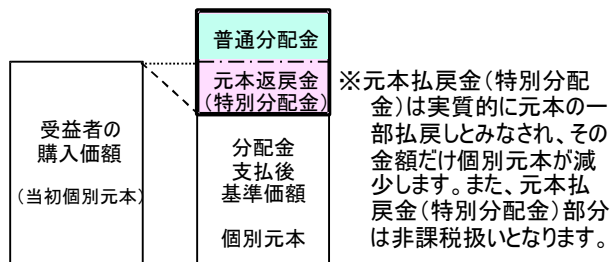 普通分配金
元本返戻金
(特別分配金)
受益者の
購入価額
(当初個別元本)
分配金
支払後
基準価額
個別元本
※元本払戻金(特別分配
金)は実質的に元本の一
部払戻しとみなされ、その
金額だけ個別元本が減
少します。また、元本払
戻金(特別分配金)部分
は非課税扱いとなります。